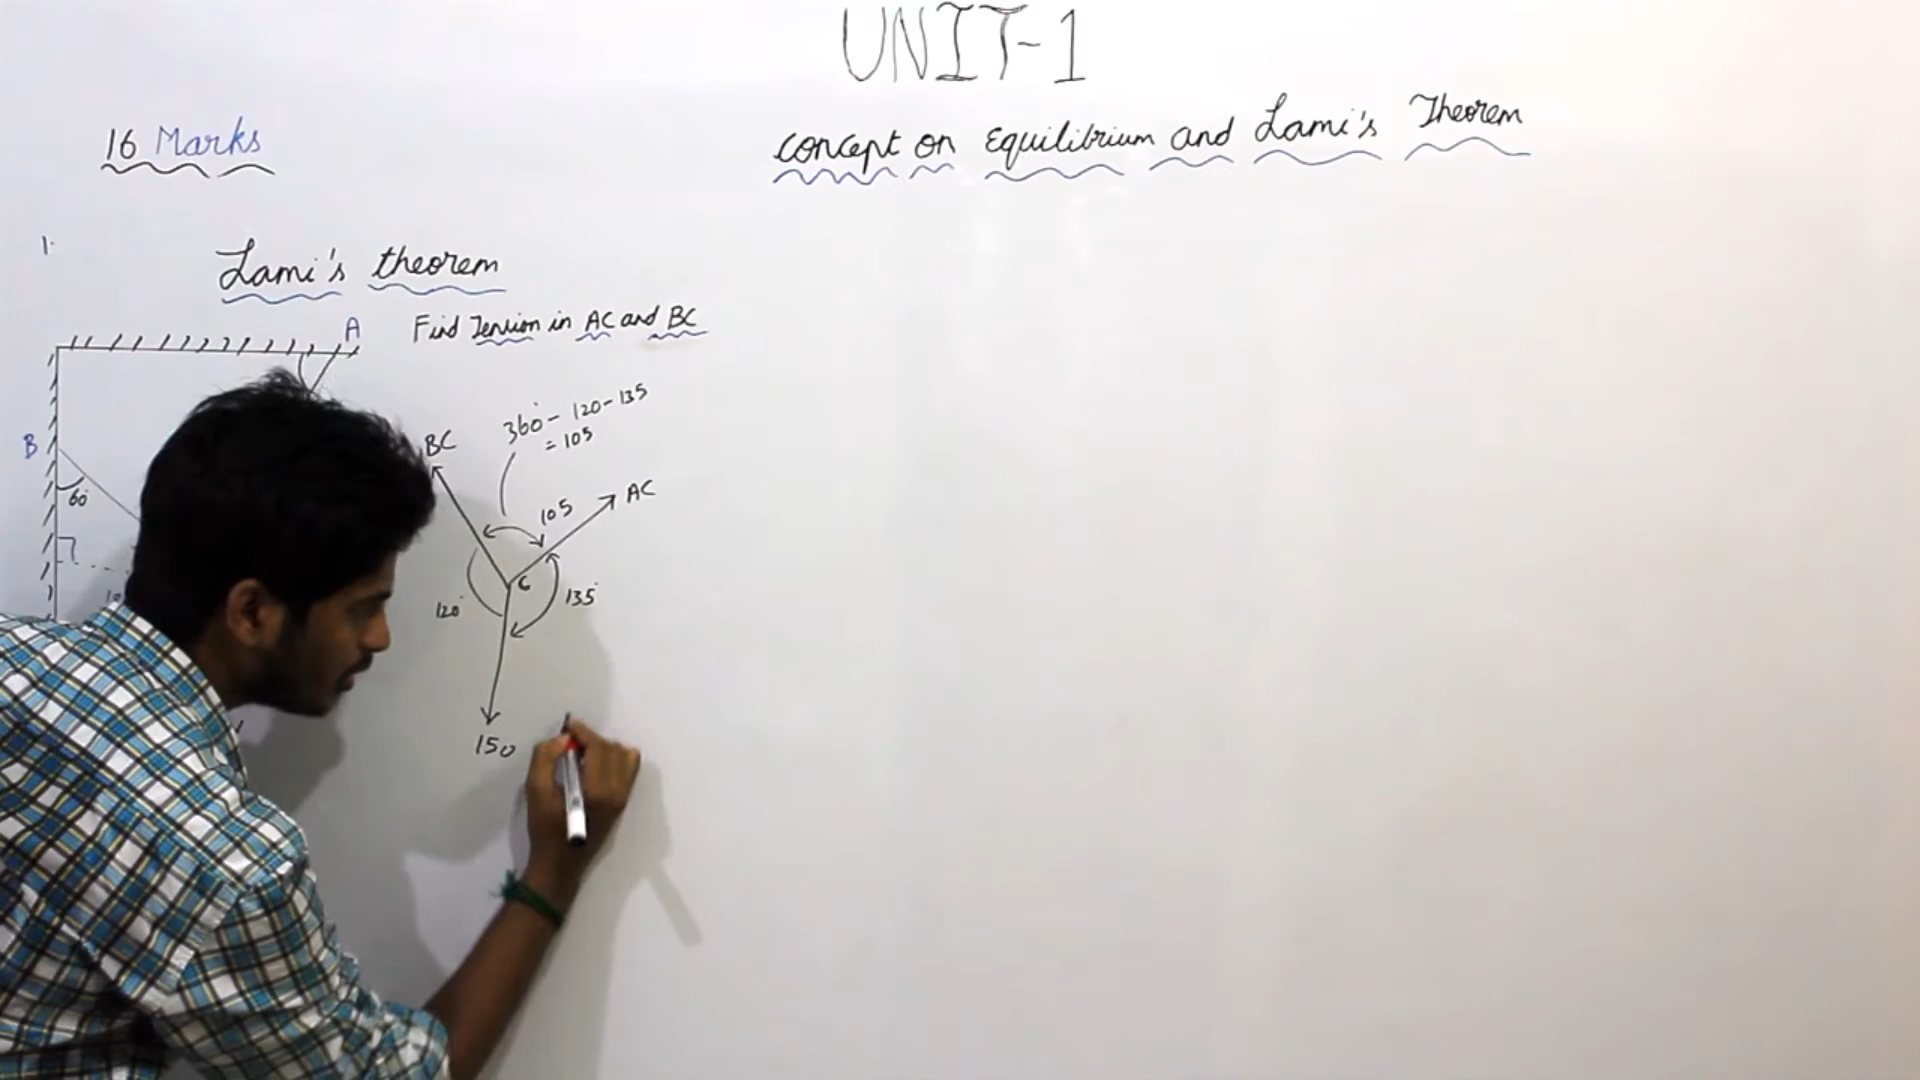 UNIT-1
16 Marks
concept on Equilibrium and Lami's Theorem
1.
Lami's theorem
A
Find Tension in AC and BC
360° - 120 - 135
= 105
B
BC
60
AC
105
C
120°
135°
150